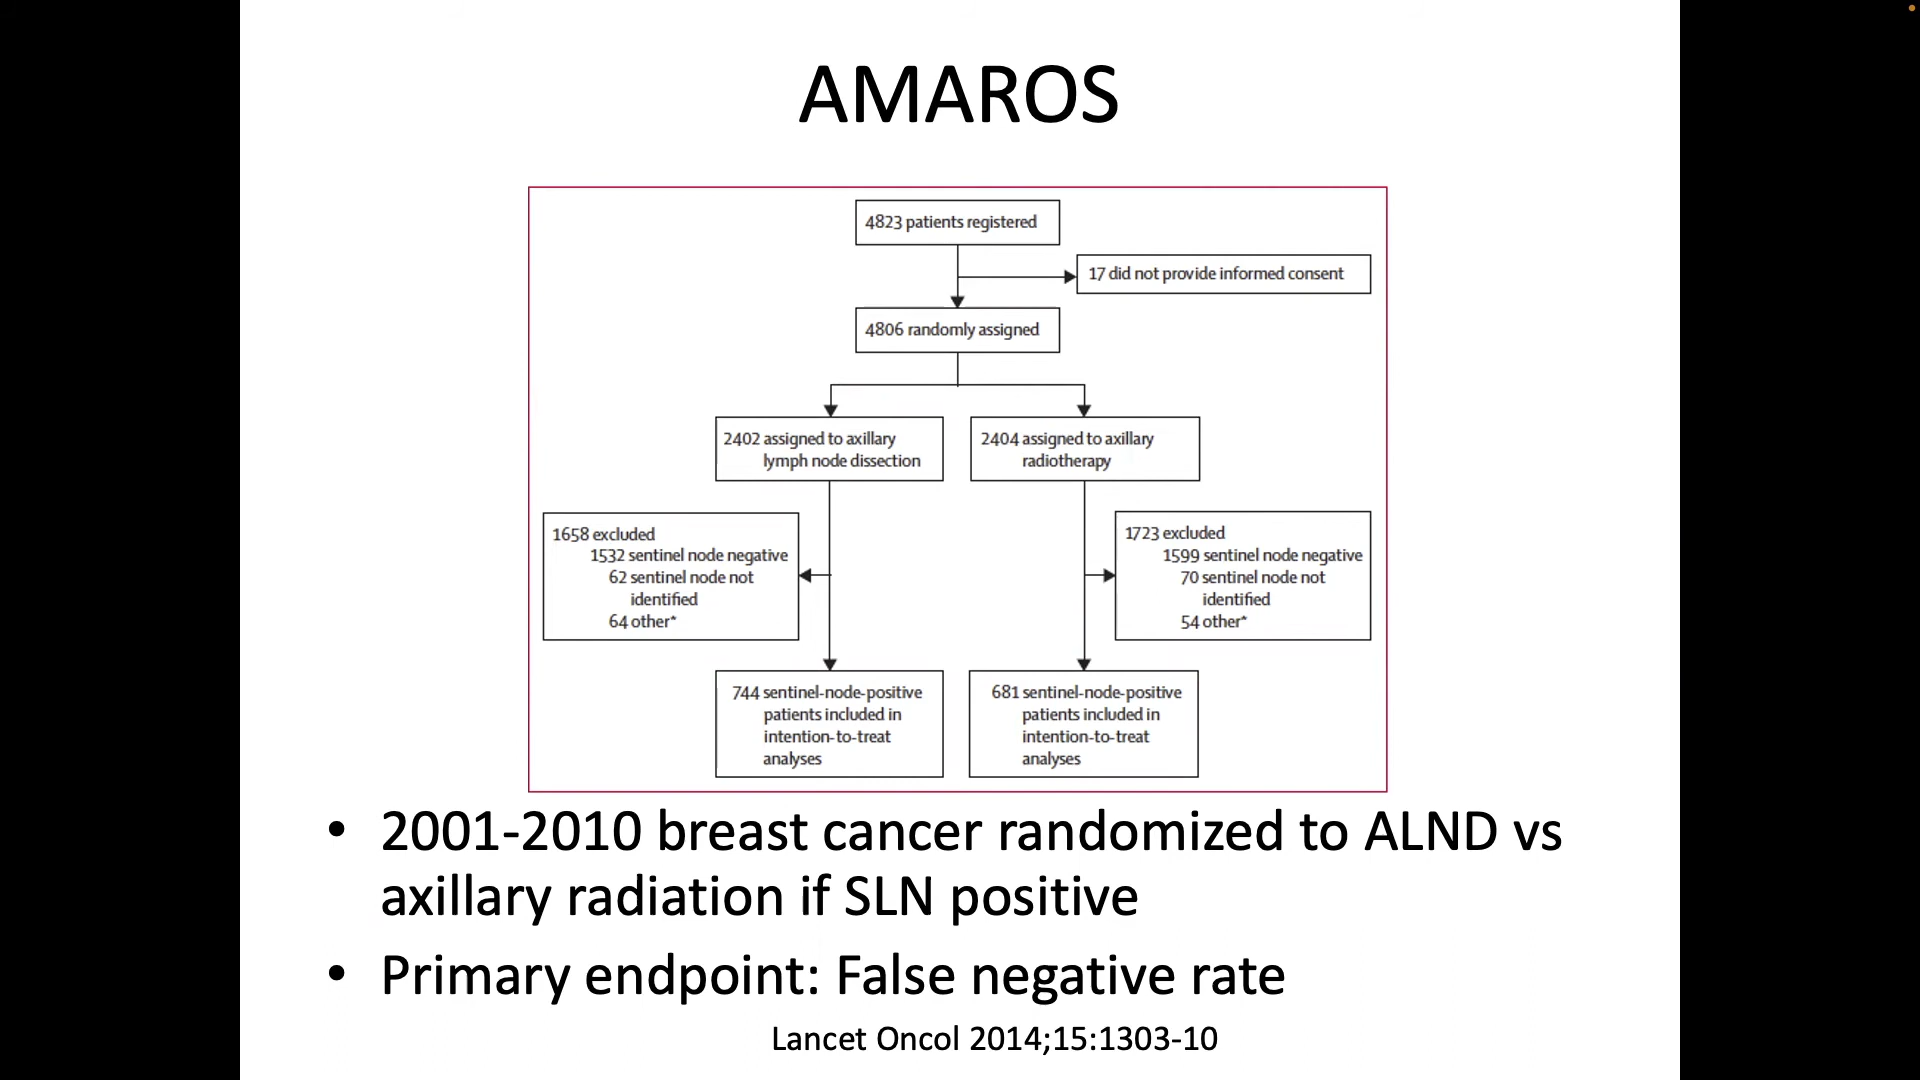 AMAROS
4823 patients registered
17 did not provide informed consent
4806 randomly assigned
2402 assigned to axillary
lymph node dissection
2404 assigned to axillary
radiotherapy
1658 excluded
1532 sentinel node negative
62 sentinel node not
identified
64 other*
1723 excluded
1599 sentinel node negative
70 sentinel node not
identified
54 other*
744 sentinel-node-positive
patients included in
intention-to-treat
analyses
681 sentinel-node-positive
patients included in
intention-to-treat
analyses
• 2001-2010 breast cancer randomized to ALND vs
axillary radiation if SLN positive
• Primary endpoint: False negative rate
Lancet Oncol 2014;15:1303-10